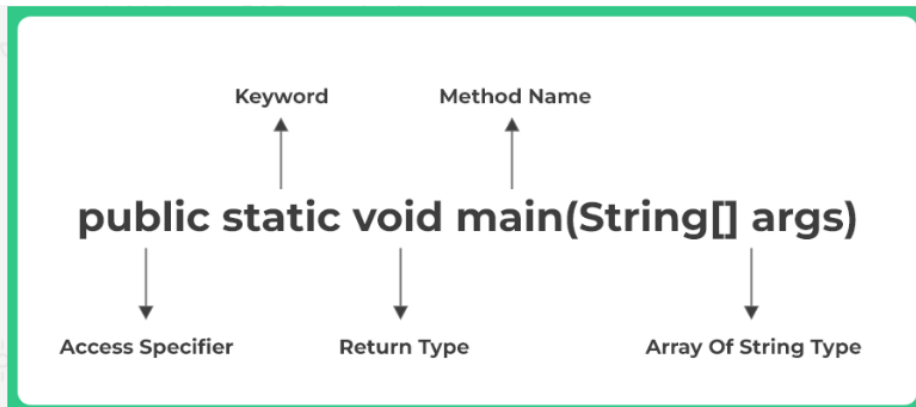 Keyword Method Name
public static void main(String[] args)
Access Specifier Return Type Array Of String Type